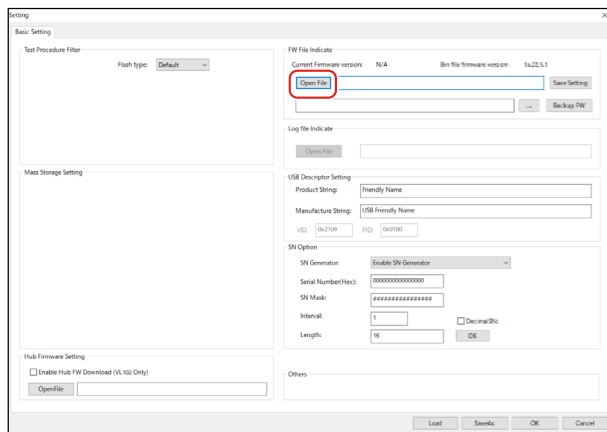 Setting
Basic Setting
Test Procedure Filter
Flash type: Default
Mass Storage Setting
Hub Firmware Setting
Enable Hub FW Download (VL102 Only)
OpenFile
FW File Indicate
Current Firmware version: N/A Bin file firmware version: 1a.22.5.1
Open File Save Setting
... Backup FW
Log file Indicate
Open File
USB Descriptor Setting
Product String: Friendly Name
Manufacture String: USB Friendly Name
VID: 0x2109 PID: 0x0100
SN Option
SN Generator: Enable SN Generator
Serial Number(Hex): 0000000000000000
SN Mask: ################
Interval: 1 Decimal SN:
Length: 16 OK
Others
Load SaveAs OK Cancel